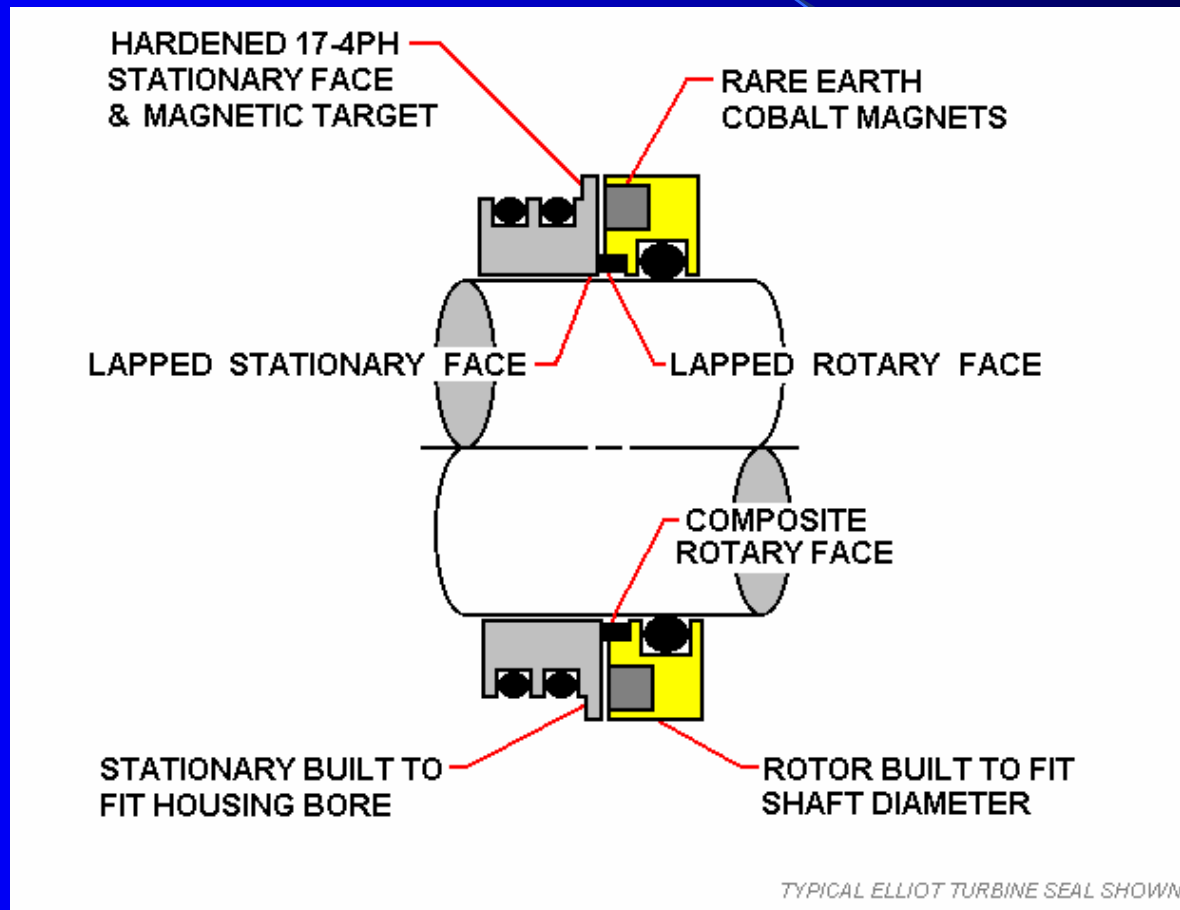 HARDENED 17-4PH
STATIONARY FACE
& MAGNETIC TARGET
RARE EARTH
COBALT MAGNETS
LAPPED STATIONARY FACE
LAPPED ROTARY FACE
COMPOSITE
ROTARY FACE
STATIONARY BUILT TO
FIT HOUSING BORE
ROTOR BUILT TO FIT
SHAFT DIAMETER
TYPICAL ELLIOT TURBINE SEAL SHOWN